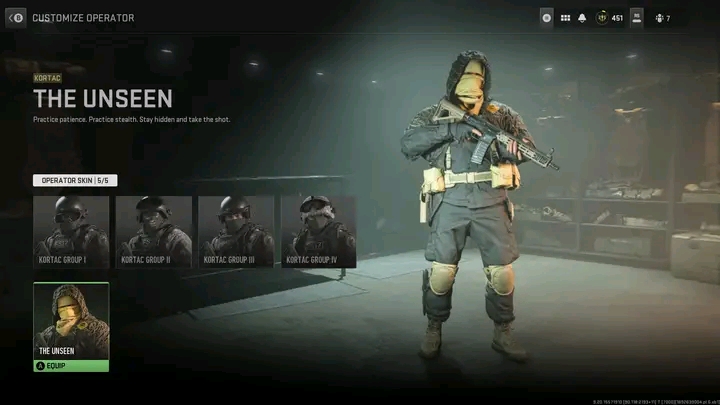 B CUSTOMIZE OPERATOR
451
7
KORTAC
THE UNSEEN
Practice patience. Practice stealth. Stay hidden and take the shot.
OPERATOR SKIN | 5/5
KORTAC GROUP I
KORTAC GROUP II
KORTAC GROUP III
KORTAC GROUP IV
THE UNSEEN
A EQUIP